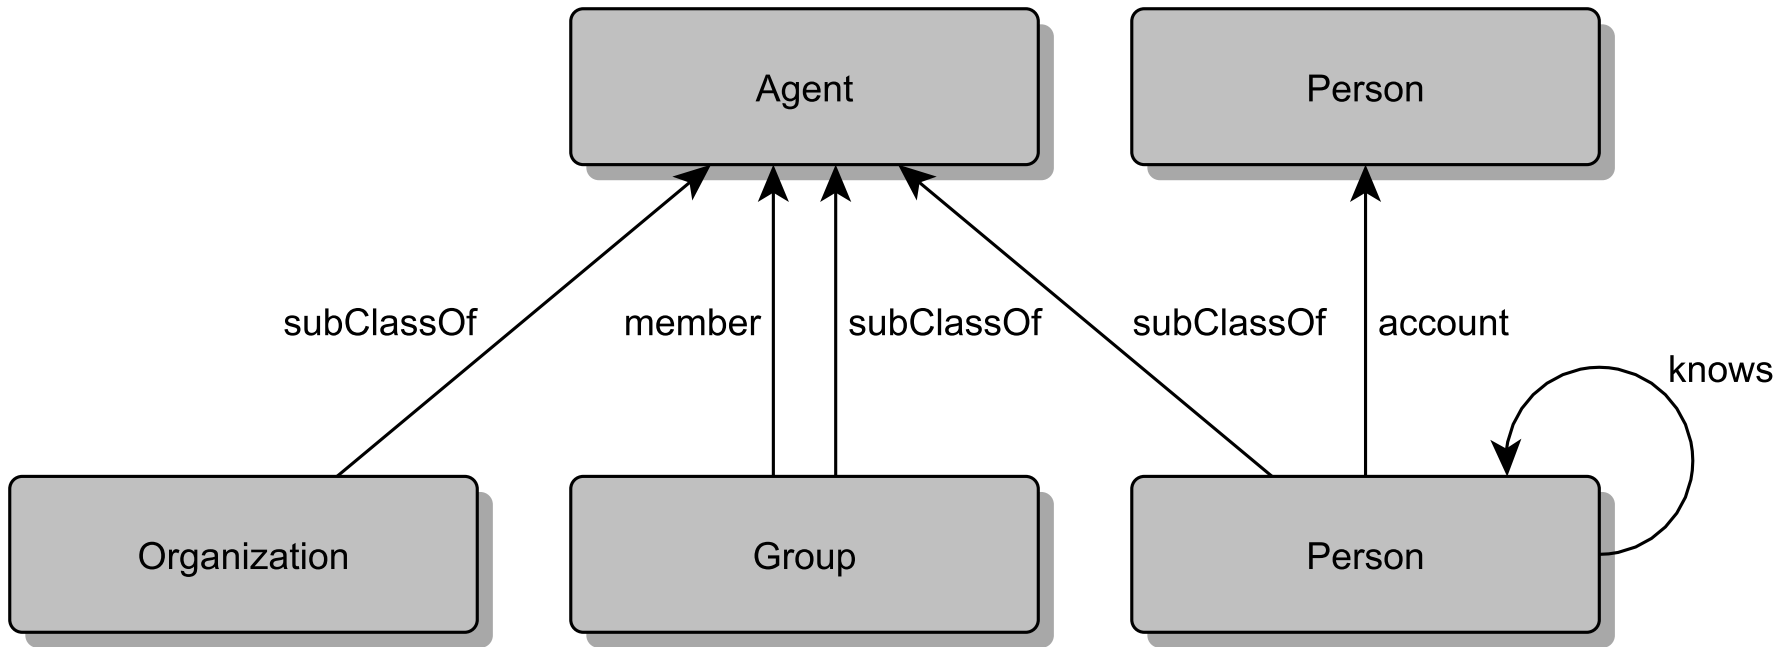 Agent
Person
subClassOf
member
subClassOf
subClassOf
account
knows
Organization
Group
Person